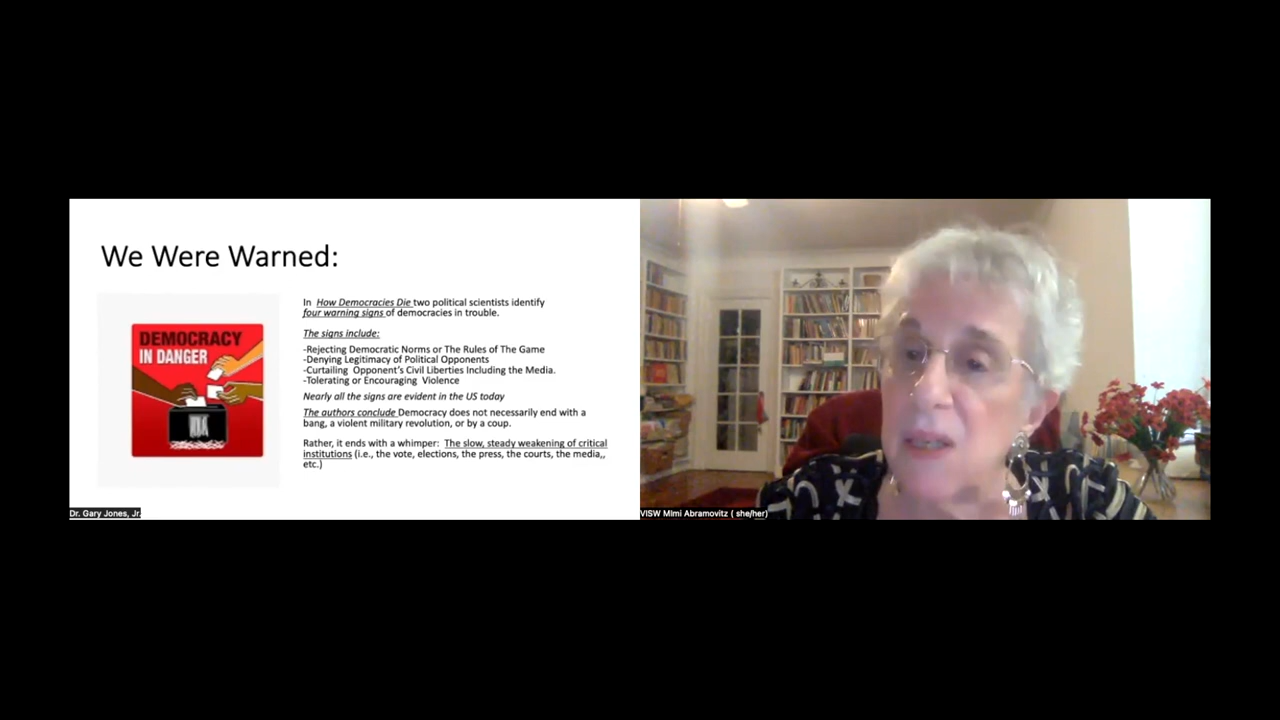 We Were Warned:
DEMOCRACY
IN DANGER
In How Democracies Die two political scientists identify
four warning signs of democracies in trouble.
The signs include:
-Rejecting Democratic Norms or The Rules of The Game
-Denying Legitimacy of Political Opponents
-Curtailing Opponent's Civil Liberties Including the Media.
-Tolerating or Encouraging Violence
Nearly all the signs are evident in the US today
The authors conclude Democracy does not necessarily end with a
bang, a violent military revolution, or by a coup.
Rather, it ends with a whimper: The slow, steady weakening of critical
institutions (i.e., the vote, elections, the press, the courts, the media,,
etc.)
Dr. Gary Jones, Jr.
VISW MImi Abramovitz ( she/her)